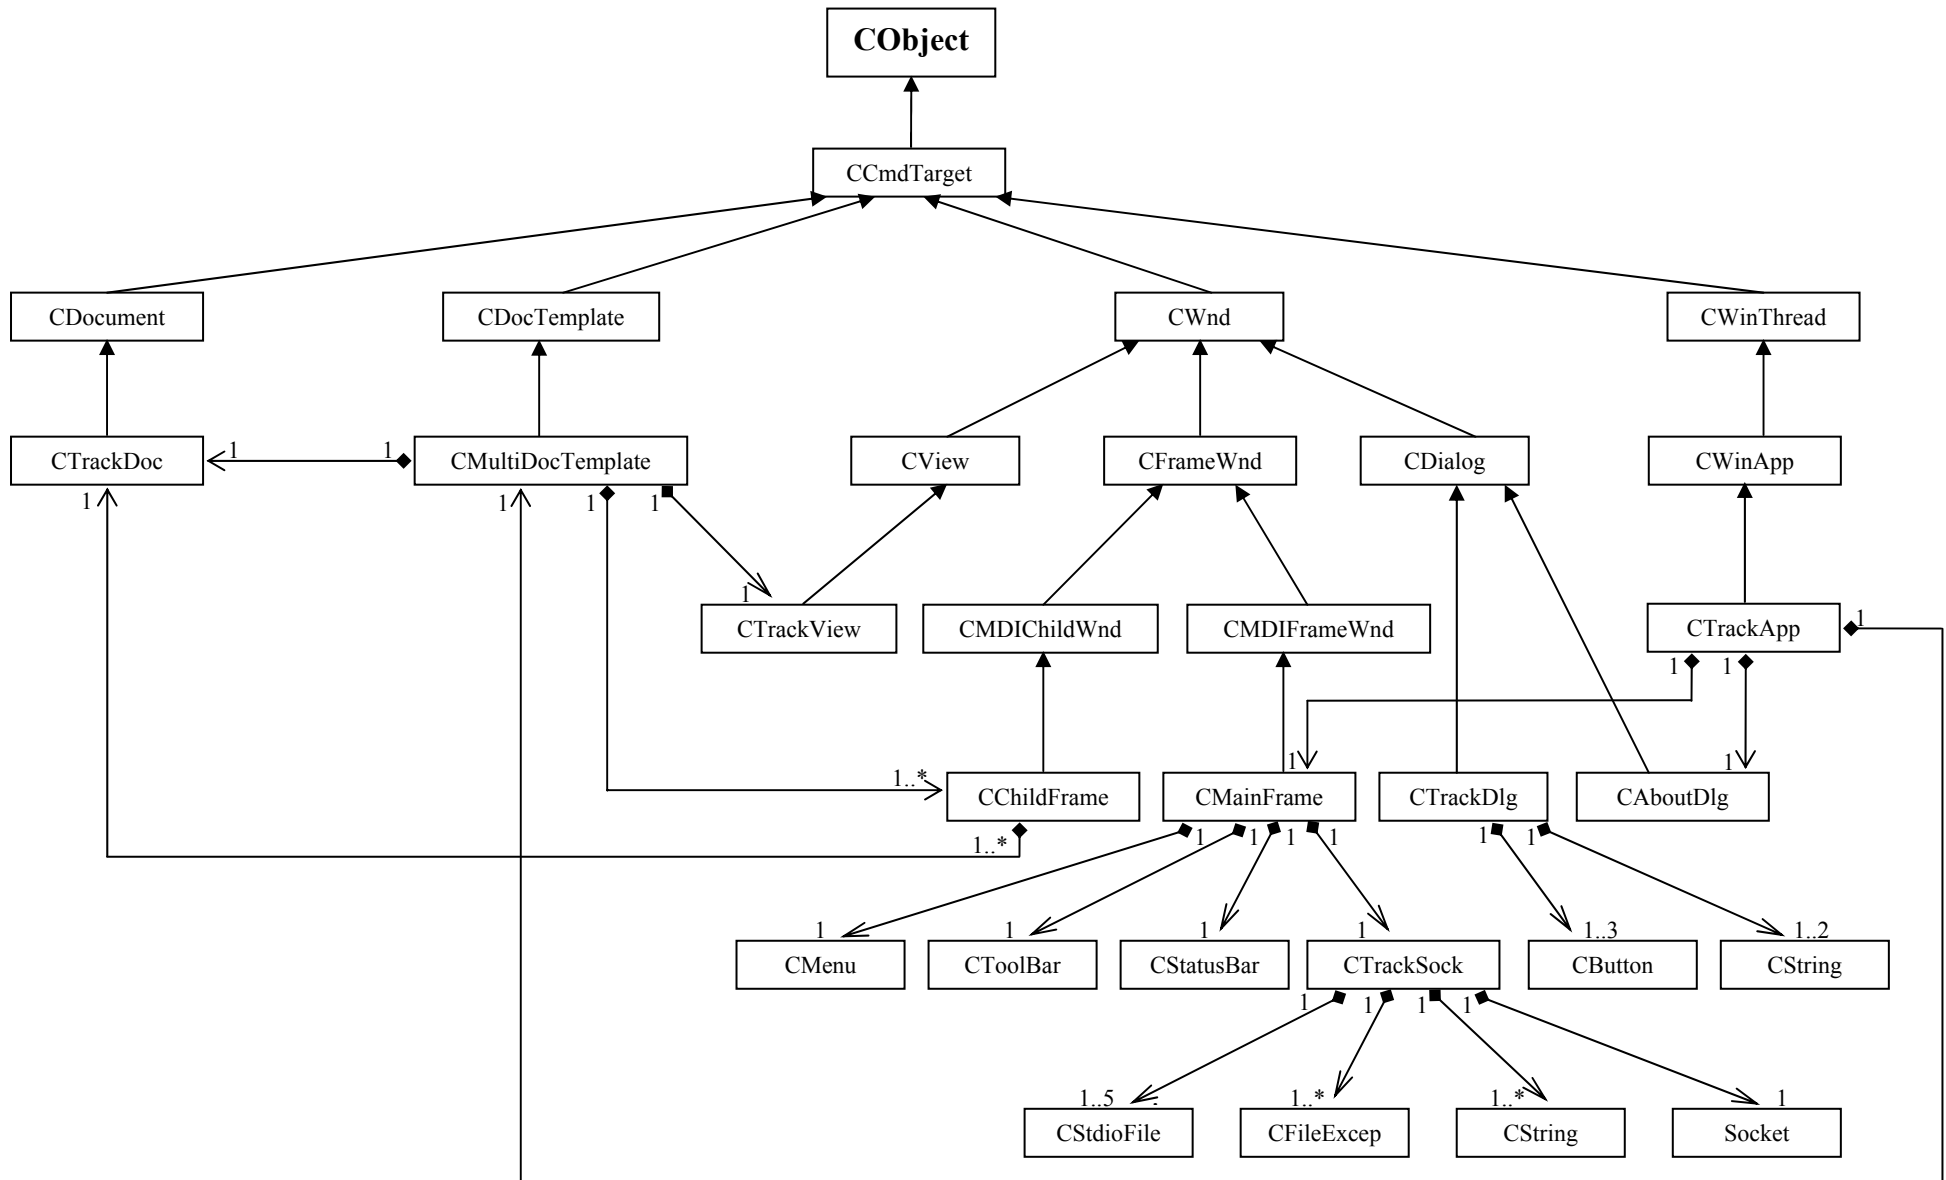 CObject
CCmdTarget
CDocument
CDocTemplate
CWnd
CWinThread
CTrackDoc
1
1
CMultiDocTemplate
CView
CFrameWnd
CDialog
CWinApp
1
1
1
1
1
CTrackView
CMDIChildWnd
CMDIFrameWnd
CTrackApp
1
1
1
1
1
1..*
CChildFrame
CMainFrame
CTrackDlg
CAboutDlg
1..*
1
1
1
1
1
1
1
1
1
1
1..3
1..2
CMenu
CToolBar
CStatusBar
CTrackSock
CButton
CString
1
1
1
1
1..5
1..*
1..*
1
CStdioFile
CFileExcep
CString
Socket